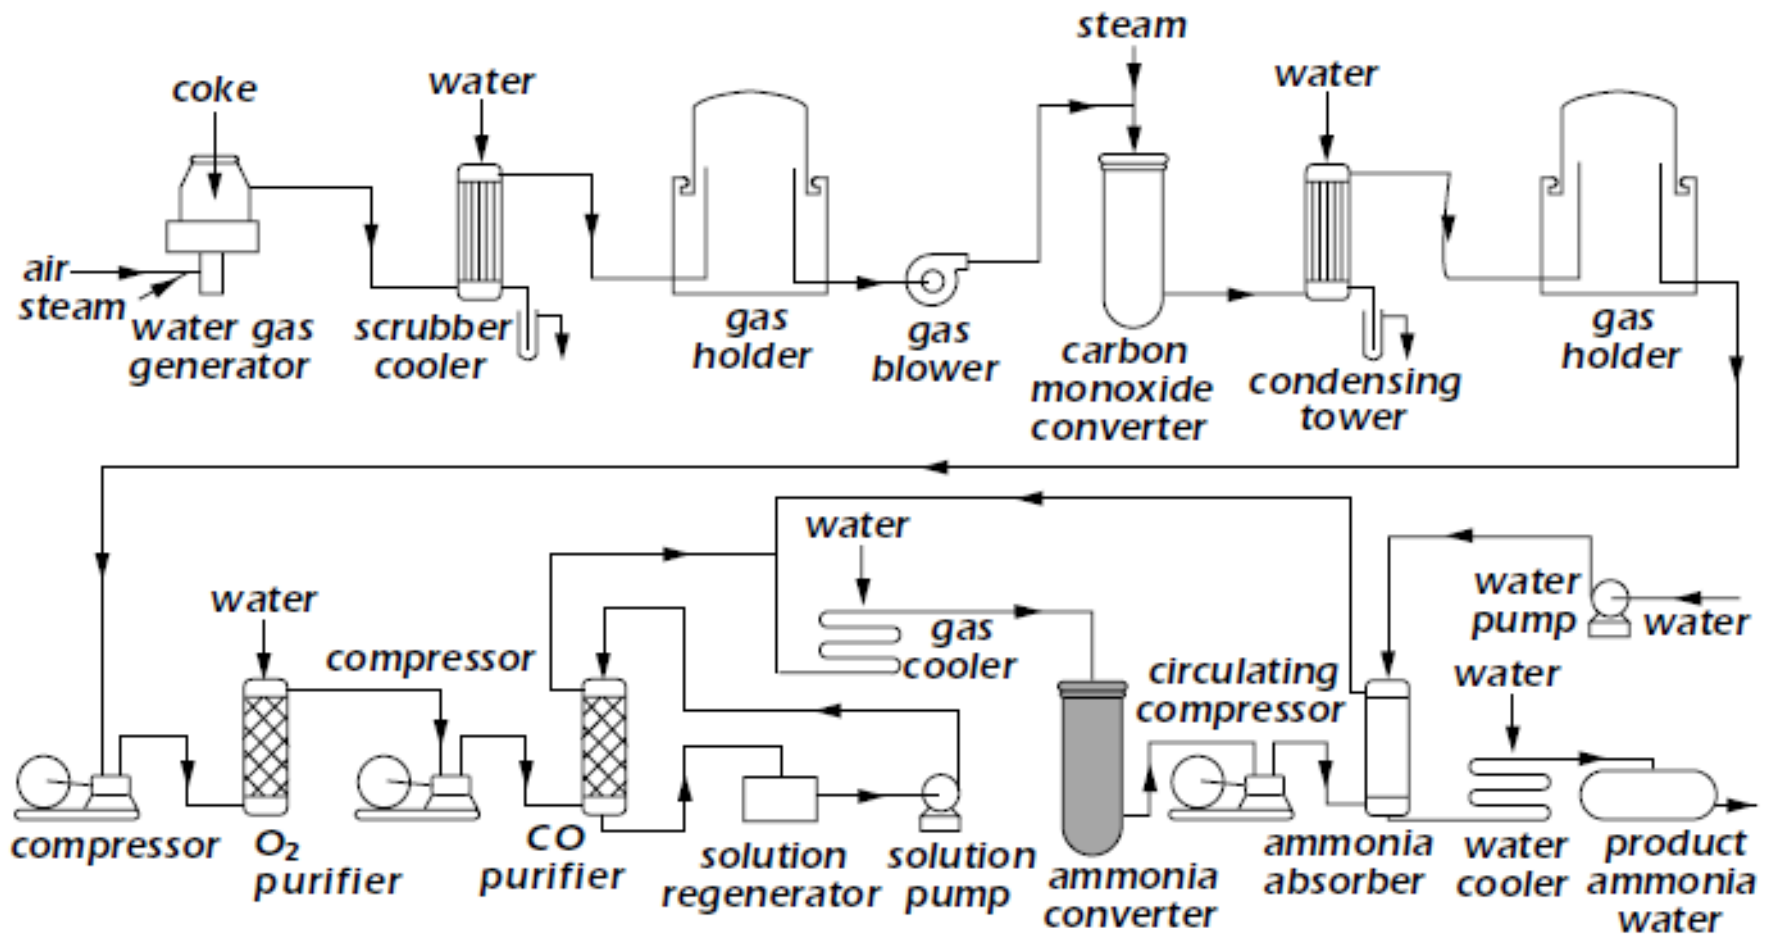 steam
coke
water
water
air
steam
water gas
generator
scrubber
cooler
gas
holder
gas
blower
carbon
monoxide
converter
condensing
tower
gas
holder
water
water
pump
water
water
compressor
gas
cooler
circulating
compressor
water
compressor
O₂
purifier
CO
purifier
solution
regenerator
solution
pump
ammonia
converter
ammonia
absorber
water
cooler
product
ammonia
water